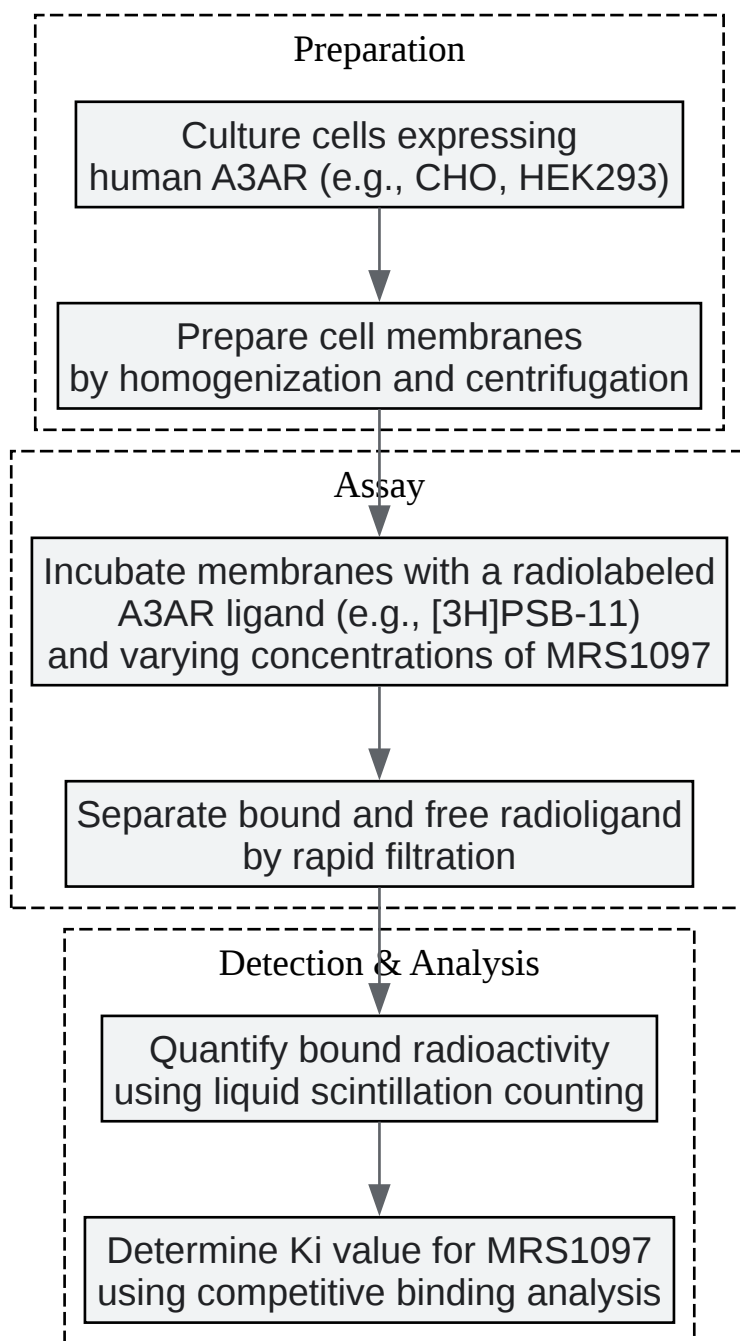 Preparation
Culture cells expressing
human A3AR (e.g., CHO, HEK293)
Prepare cell membranes
by homogenization and centrifugation
Assay
Incubate membranes with a radiolabeled
A3AR ligand (e.g., [3H]PSB-11)
and varying concentrations of MRS1097
Separate bound and free radioligand
by rapid filtration
Detection & Analysis
Quantify bound radioactivity
using liquid scintillation counting
Determine Ki value for MRS1097
using competitive binding analysis